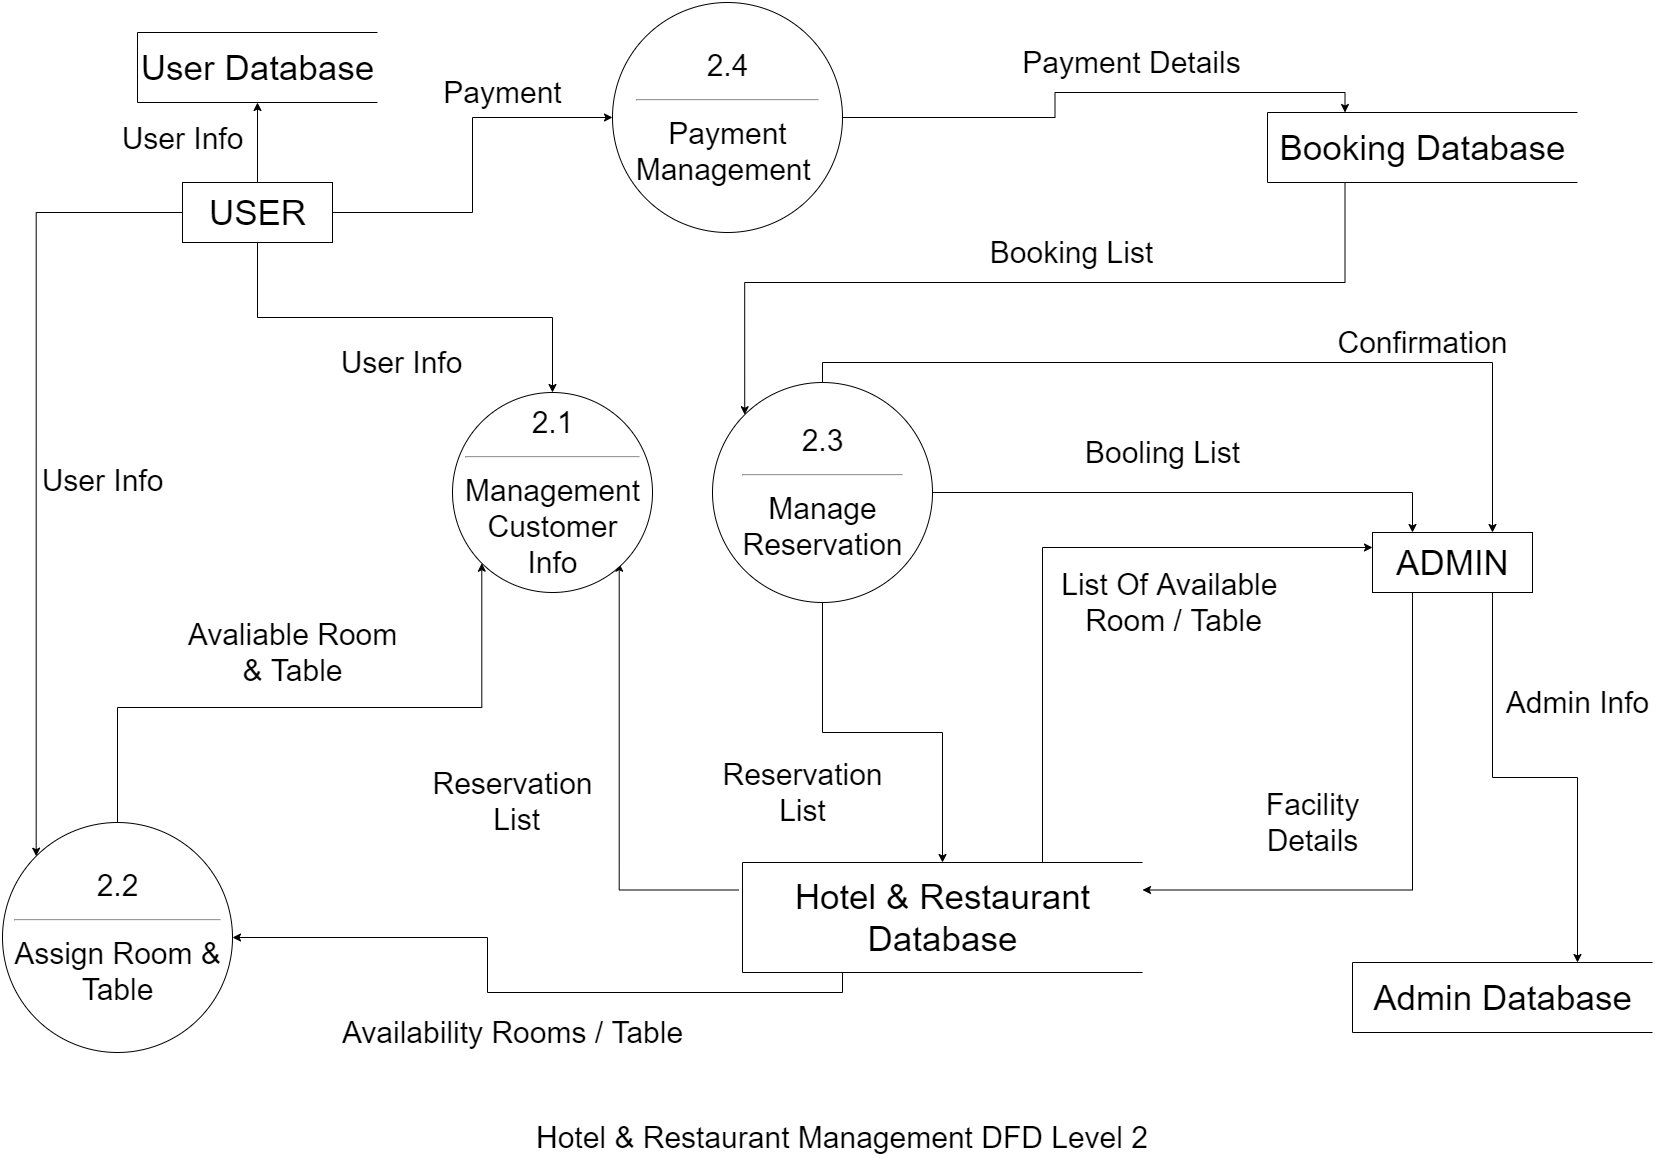 User Database
User Info
USER
Payment
2.4
Payment
Management
Payment Details
Booking Database
Booking List
User Info
User Info
2.1
Management
Customer
Info
2.3
Manage
Reservation
Confirmation
Booling List
ADMIN
List Of Available
Room / Table
Avaliable Room
& Table
Reservation
List
Reservation
List
Facility
Details
Admin Info
2.2
Assign Room &
Table
Hotel & Restaurant
Database
Admin Database
Availability Rooms / Table
Hotel & Restaurant Management DFD Level 2